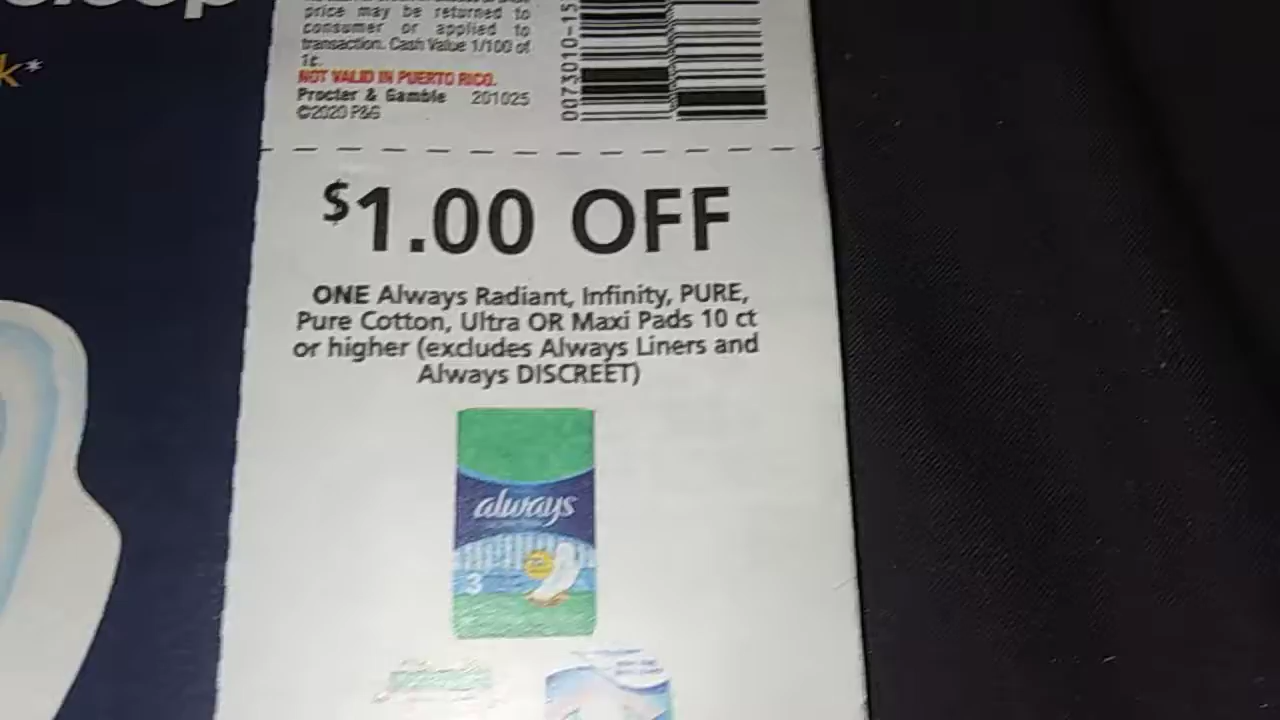 price may be returned to
consumer or applied to
transaction. Cash Value 1/100 of
1¢.
NOT VALID IN PUERTO RICO.
Procter & Gamble 201025
©2020 P&G
0073010-15
k*
$1.00 OFF
ONE Always Radiant, Infinity, PURE,
Pure Cotton, Ultra OR Maxi Pads 10 ct
or higher (excludes Always Liners and
Always DISCREET)
always
3